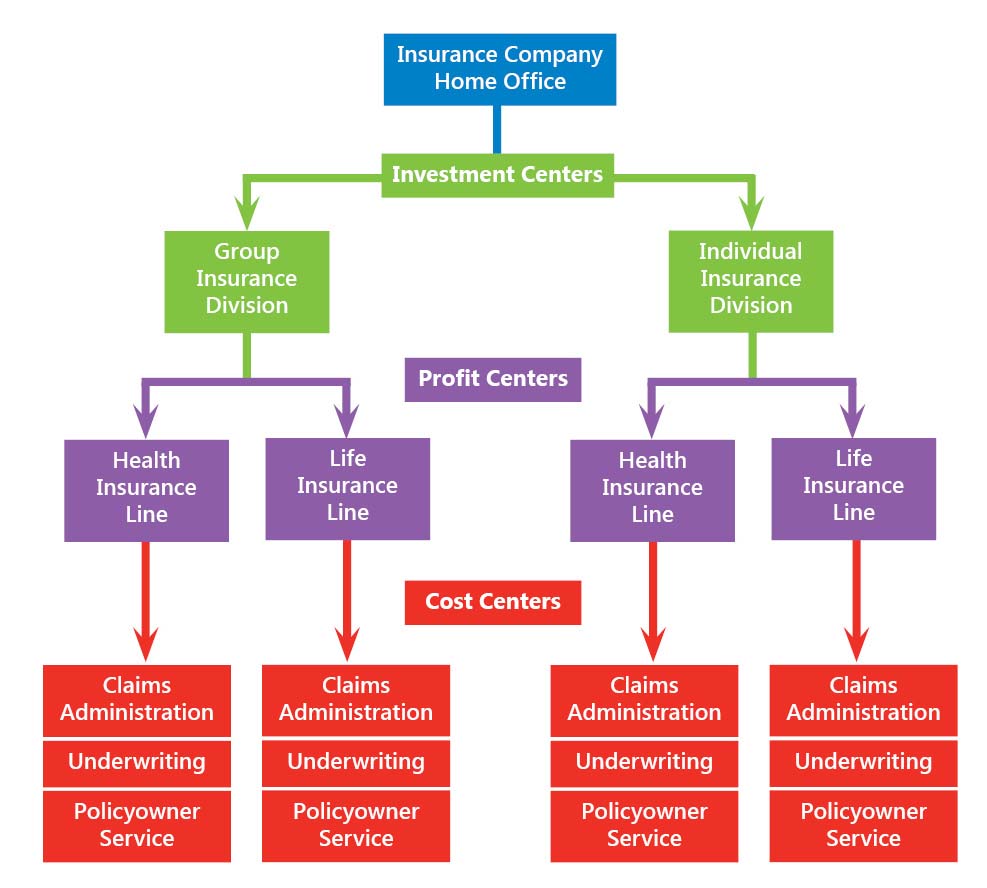 Insurance Company
Home Office
Investment Centers
Group
Insurance
Division
Individual
Insurance
Division
Profit Centers
Health
Insurance
Line
Life
Insurance
Line
Health
Insurance
Line
Life
Insurance
Line
Cost Centers
Claims
Administration
Underwriting
Policyowner
Service
Claims
Administration
Underwriting
Policyowner
Service
Claims
Administration
Underwriting
Policyowner
Service
Claims
Administration
Underwriting
Policyowner
Service